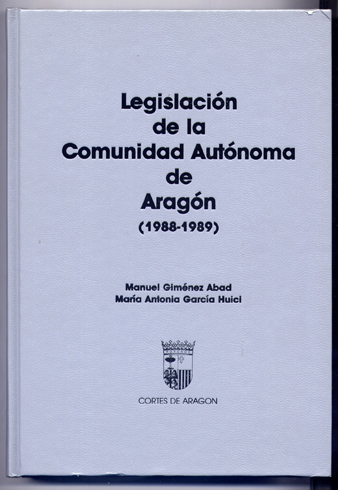 Legislación
de la
Comunidad Autónoma
de
Aragón
(1988-1989)
Manuel Giménez Abad
María Antonia García Huici
CORTES DE ARAGON